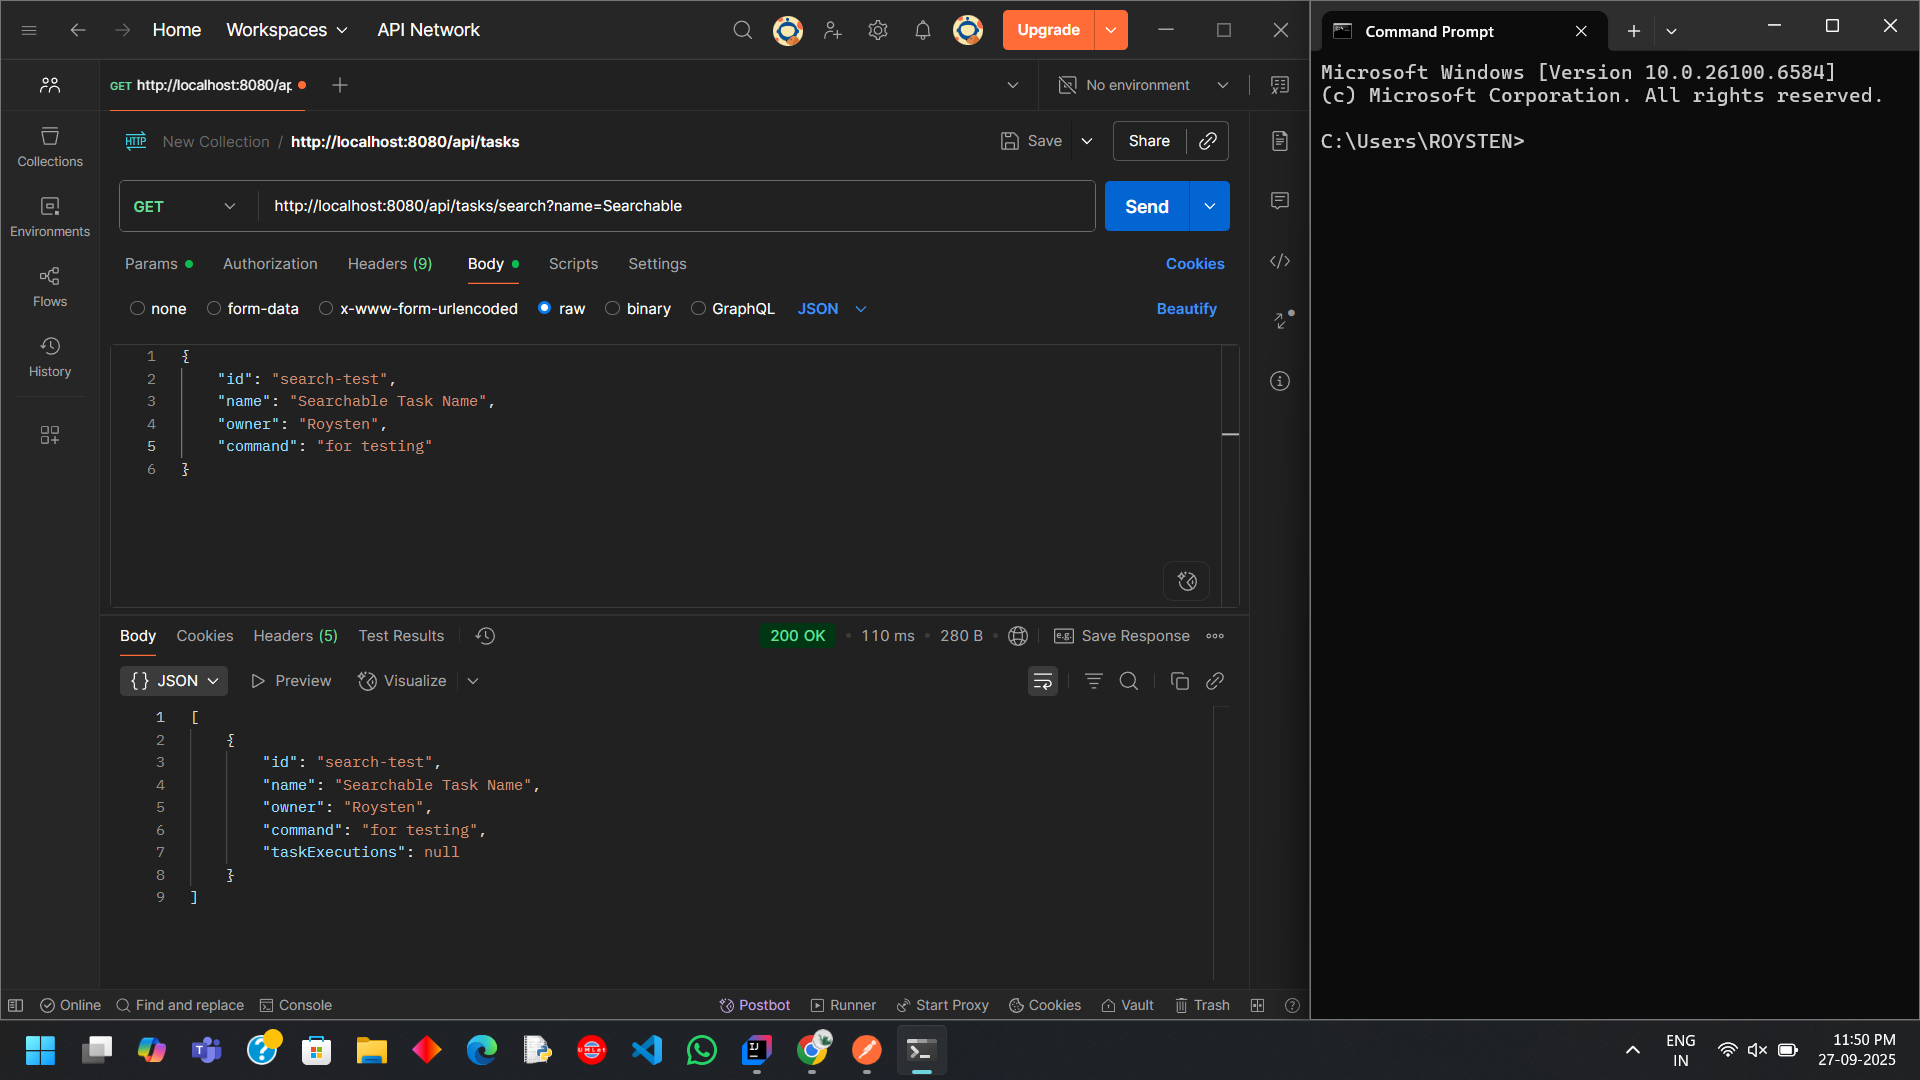 Home
Workspaces
API Network
Upgrade
GET http://localhost:8080/ap
No environment
Collections
Environments
Flows
History
HTTP New Collection / http://localhost:8080/api/tasks
Save
Share
GET
http://localhost:8080/api/tasks/search?name=Searchable
Send
Params
Authorization
Headers (9)
Body
Scripts
Settings
Cookies
none
form-data
x-www-form-urlencoded
raw
binary
GraphQL
JSON
Beautify
1 {
2 "id": "search-test",
3 "name": "Searchable Task Name",
4 "owner": "Roysten",
5 "command": "for testing"
6 }
Body
Cookies
Headers (5)
Test Results
200 OK • 110 ms • 280 B
e.g. Save Response
{} JSON
Preview
Visualize
1 [
2 {
3 "id": "search-test",
4 "name": "Searchable Task Name",
5 "owner": "Roysten",
6 "command": "for testing",
7 "taskExecutions": null
8 }
9 ]
Online
Find and replace
Console
Postbot
Runner
Start Proxy
Cookies
Vault
Trash
Command Prompt
Microsoft Windows [Version 10.0.26100.6584]
(c) Microsoft Corporation. All rights reserved.
C:\Users\ROYSTEN>
UMLet
IJ
ENG
IN
11:50 PM
27-09-2025